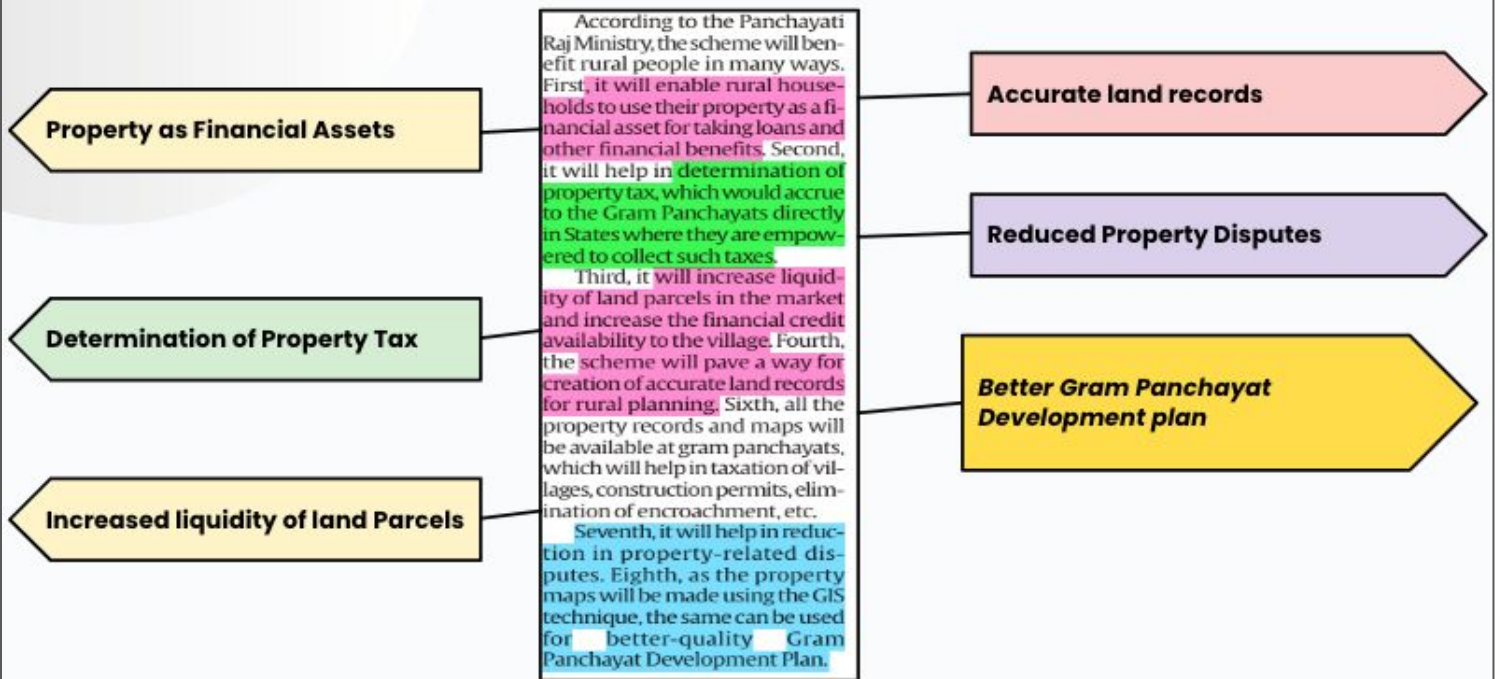 Property as Financial Assets
Determination of Property Tax
Increased liquidity of land Parcels
According to the Panchayati
Raj Ministry, the scheme will ben-
efit rural people in many ways.
First, it will enable rural house-
holds to use their property as a fi-
nancial asset for taking loans and
other financial benefits. Second,
it will help in determination of
property tax, which would accrue
to the Gram Panchayats directly
in States where they are empow-
ered to collect such taxes.
Third, it will increase liquid-
ity of land parcels in the market
and increase the financial credit
availability to the village. Fourth,
the scheme will pave a way for
creation of accurate land records
for rural planning. Sixth, all the
property records and maps will
be available at gram panchayats,
which will help in taxation of vil-
lages, construction permits, elim-
ination of encroachment, etc.
Seventh, it will help in reduc-
tion in property-related dis-
putes. Eighth, as the property
maps will be made using the GIS
technique, the same can be used
for better-quality Gram
Panchayat Development Plan.
Accurate land records
Reduced Property Disputes
Better Gram Panchayat
Development plan